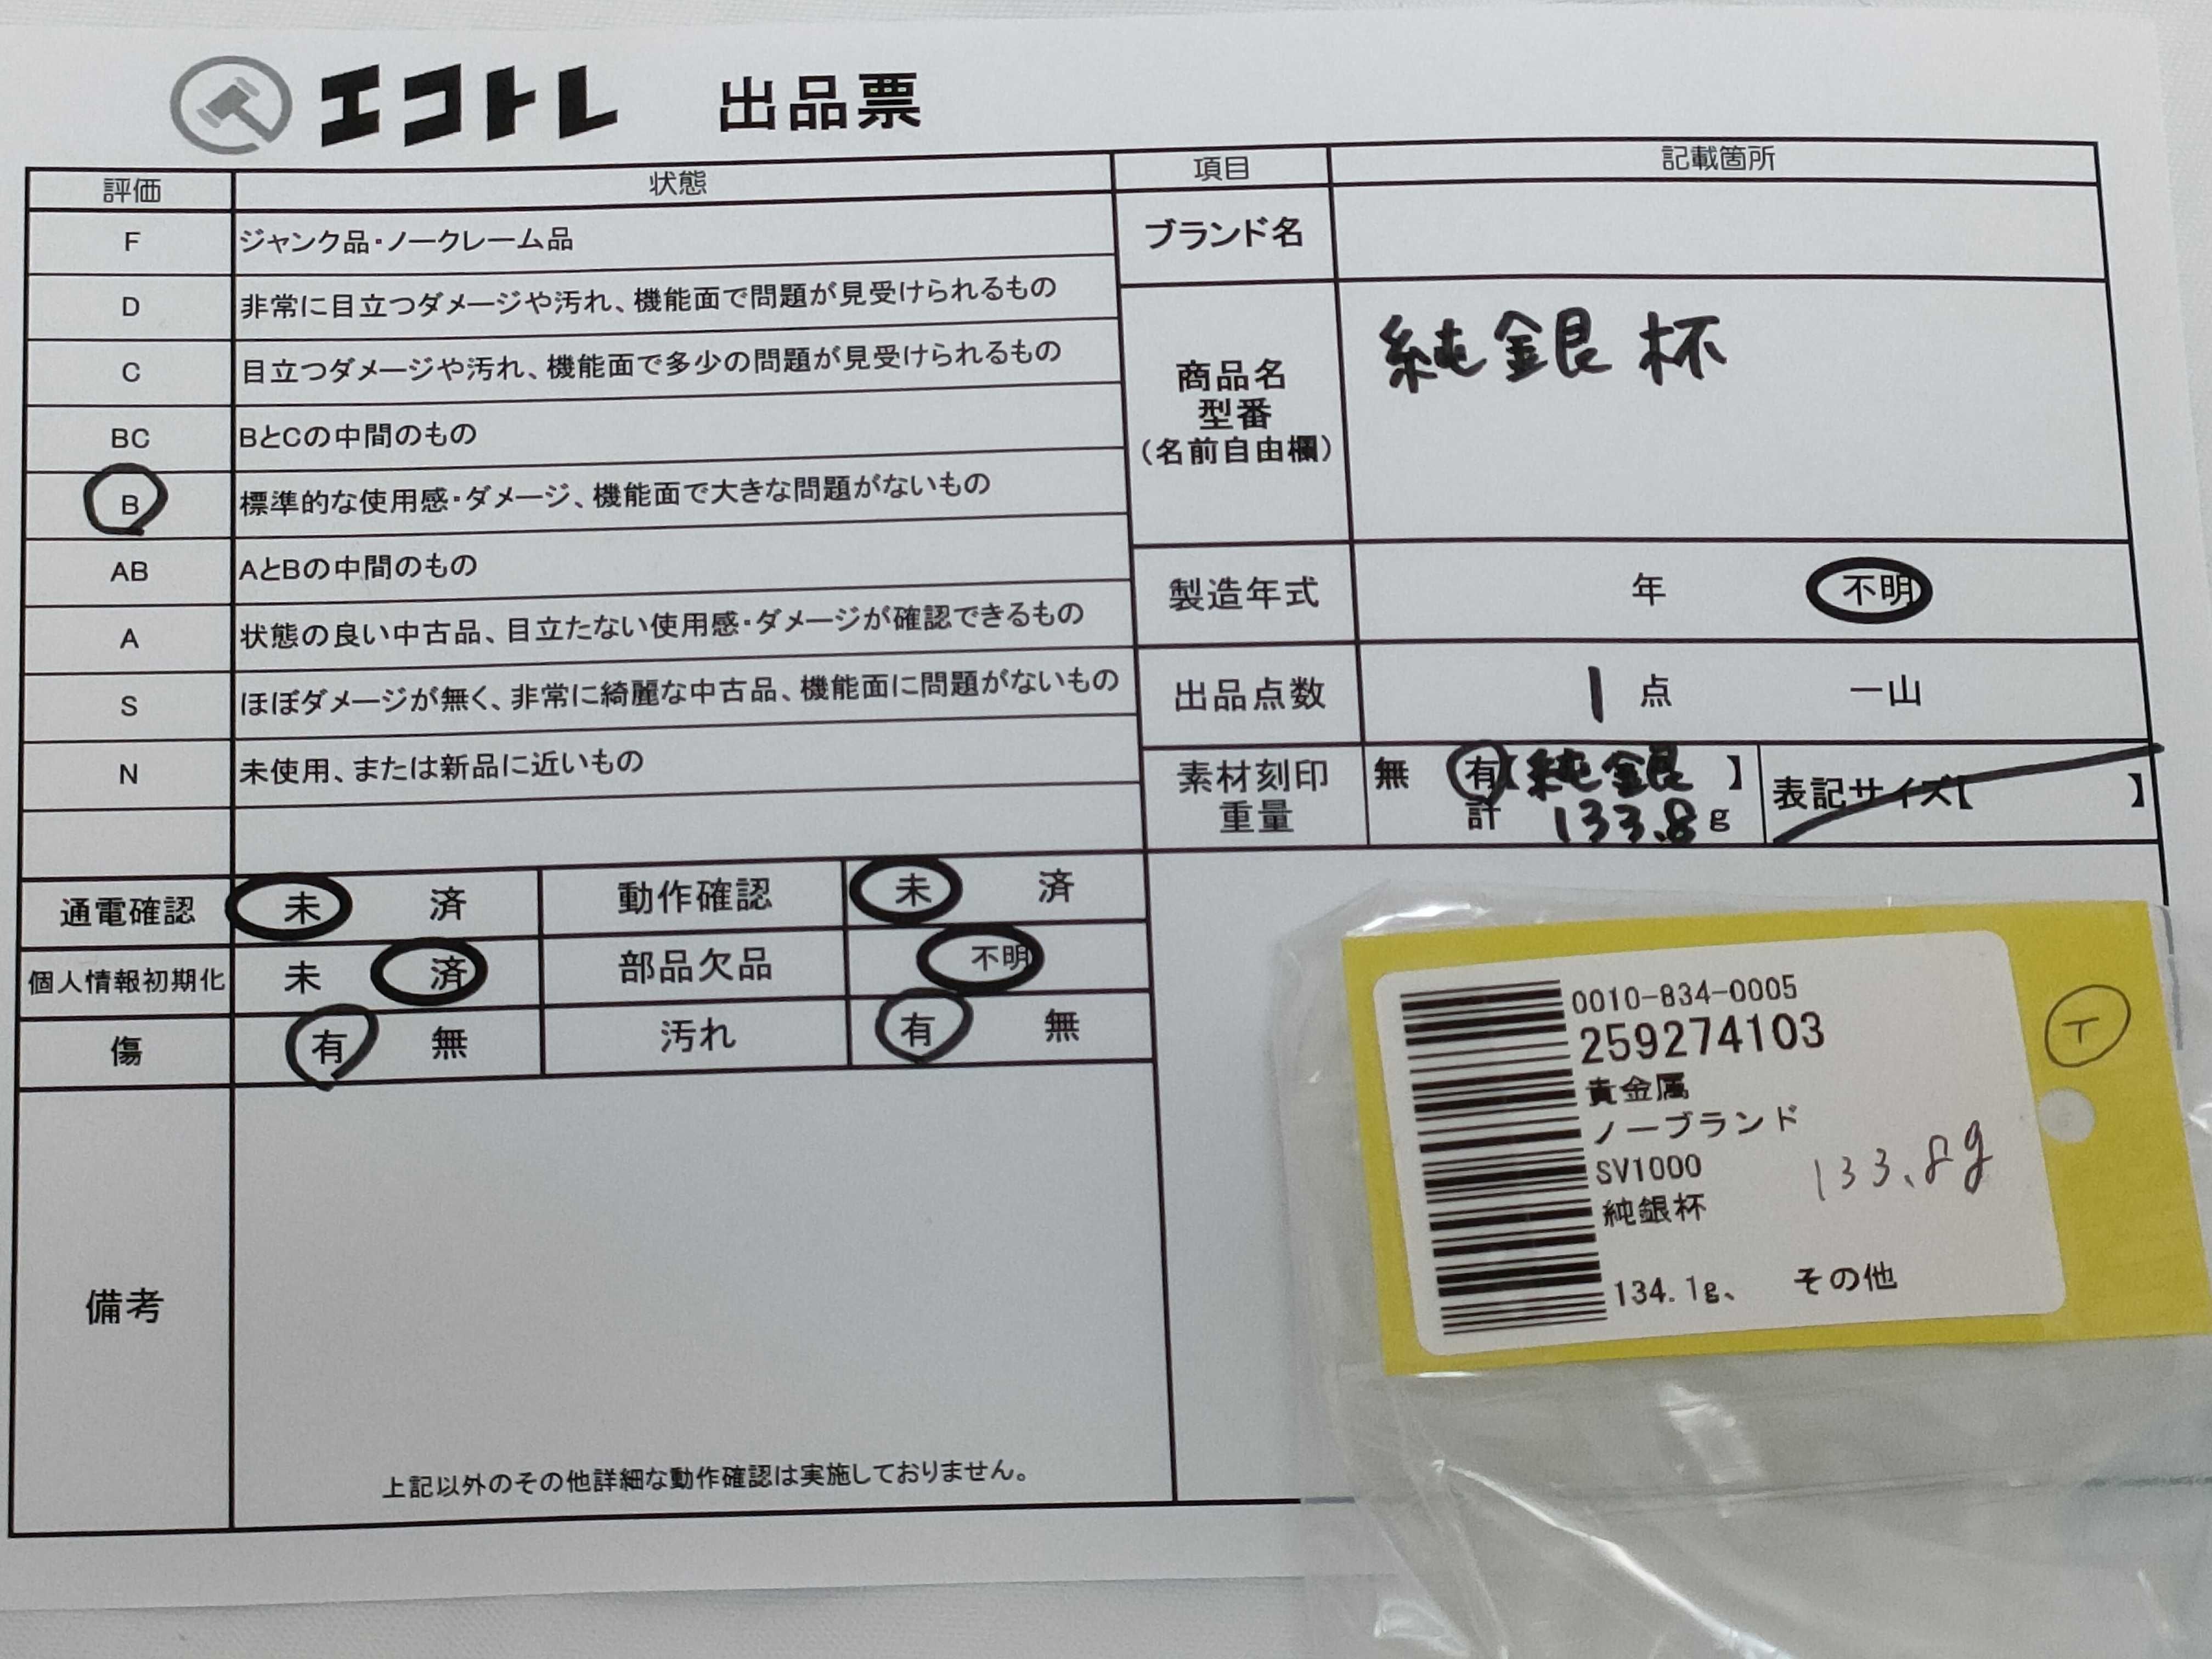 エコトレ 出品票
評価 状態
F ジャンク品・ノークレーム品
D 非常に目立つダメージや汚れ、機能面で問題が見受けられるもの
C 目立つダメージや汚れ、機能面で多少の問題が見受けられるもの
BC BとCの中間のもの
B 標準的な使用感・ダメージ、機能面で大きな問題がないもの
AB AとBの中間のもの
A 状態の良い中古品、目立たない使用感・ダメージが確認できるもの
S ほぼダメージが無く、非常に綺麗な中古品、機能面に問題がないもの
N 未使用、または新品に近いもの
通電確認 未 済 動作確認 未 済
個人情報初期化 未 済 部品欠品 不明
傷 有 無 汚れ 有 無
備考
上記以外のその他詳細な動作確認は実施しておりません。
項目 記載箇所
ブランド名
商品名
型番
(名前自由欄)
純銀杯
製造年式 年 不明
出品点数 1 点 一山
素材刻印
重量
無 有【純銀】
計 133.8 g
表記サイズ【 】
0010-834-0005
259274103
貴金属
ノーブランド
SV1000
純銀杯
134.1g、 その他
133.8g
T